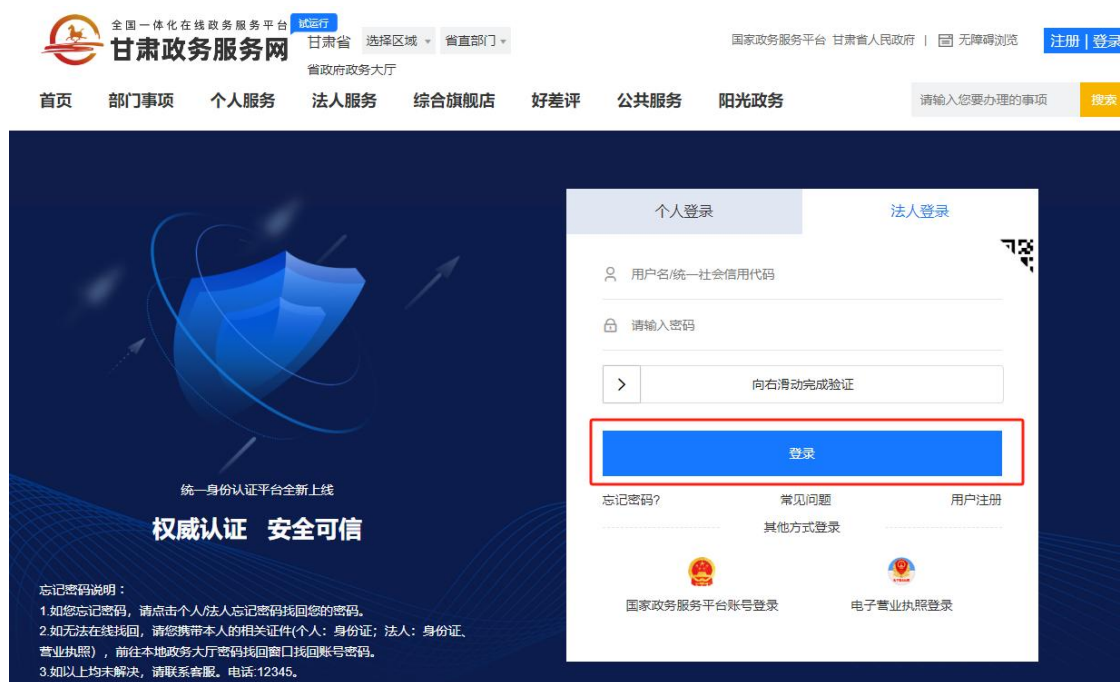 全国一体化在线政务服务平台
试运行
甘肃政务服务网
甘肃省 选择区域 省直部门
省政府政务大厅
国家政务服务平台 甘肃省人民政府 | 无障碍浏览
注册 | 登录
首页 部门事项 个人服务 法人服务 综合旗舰店 好差评 公共服务 阳光政务
请输入您要办理的事项 搜索
个人登录 法人登录
用户名/统一社会信用代码
请输入密码
向右滑动完成验证
登录
忘记密码? 常见问题 用户注册
其他方式登录
国家政务服务平台账号登录 电子营业执照登录
统一身份认证平台全新上线
权威认证 安全可信
忘记密码说明：
1.如您忘记密码，请点击个人/法人忘记密码找回您的密码。
2.如无法在线找回，请您携带本人的相关证件(个人：身份证；法人：身份证、
营业执照），前往本地政务大厅密码找回窗口找回账号密码。
3.如以上均未解决，请联系客服。电话:12345。